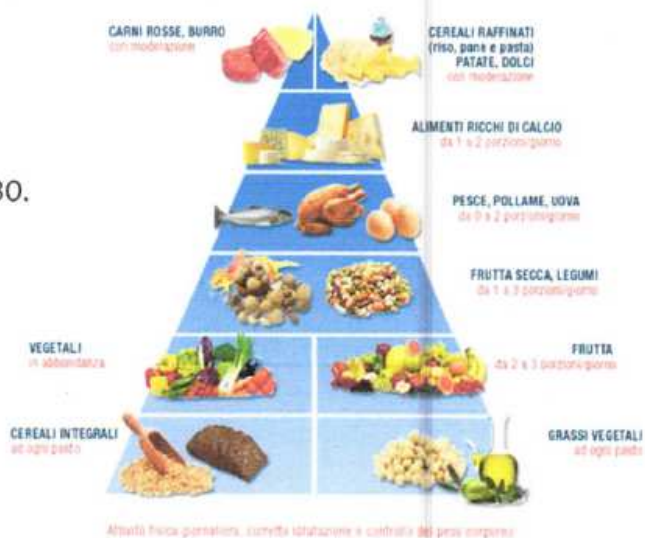 CARNI ROSSE, BURRO
con moderazione
CEREALI RAFFINATI
(riso, pane e pasta)
PATATE, DOLCI
con moderazione
ALIMENTI RICCHI DI CALCIO
da 1 a 2 porzioni/giorno
30.
PESCE, POLLAME, UOVA
da 0 a 2 porzioni/giorno
FRUTTA SECCA, LEGUMI
da 1 a 3 porzioni/giorno
VEGETALI
in abbondanza
FRUTTA
da 2 a 3 porzioni/giorno
CEREALI INTEGRALI
ad ogni pasto
GRASSI VEGETALI
ad ogni pasto
Attività fisica giornaliera, corretta idratazione e controllo del peso corporeo